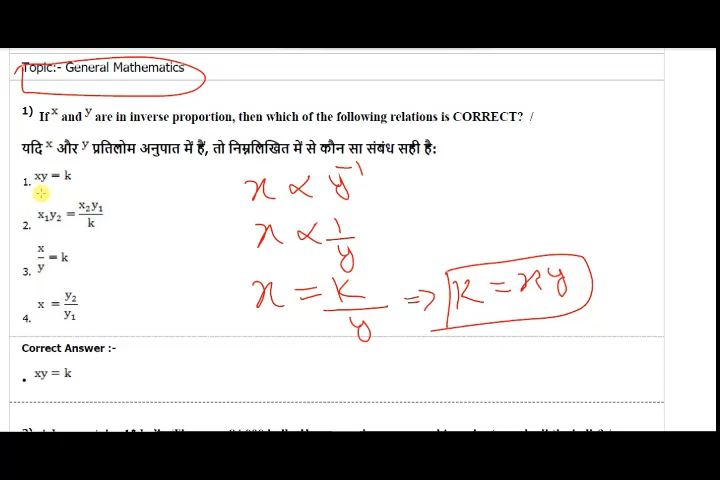 Topic:- General Mathematics
1) If x and y are in inverse proportion, then which of the following relations is CORRECT? /
यदि x और y प्रतिलोम अनुपात में हैं, तो निम्नलिखित में से कौन सा संबंध सही है:
1. xy = k
2. x₁y₂ = x₂y₁/k
3. x/y = k
4. x = y₂/y₁
x ∝ y⁻¹
x ∝ 1/y
x = k/y ⇒ k = xy
Correct Answer :-
• xy = k